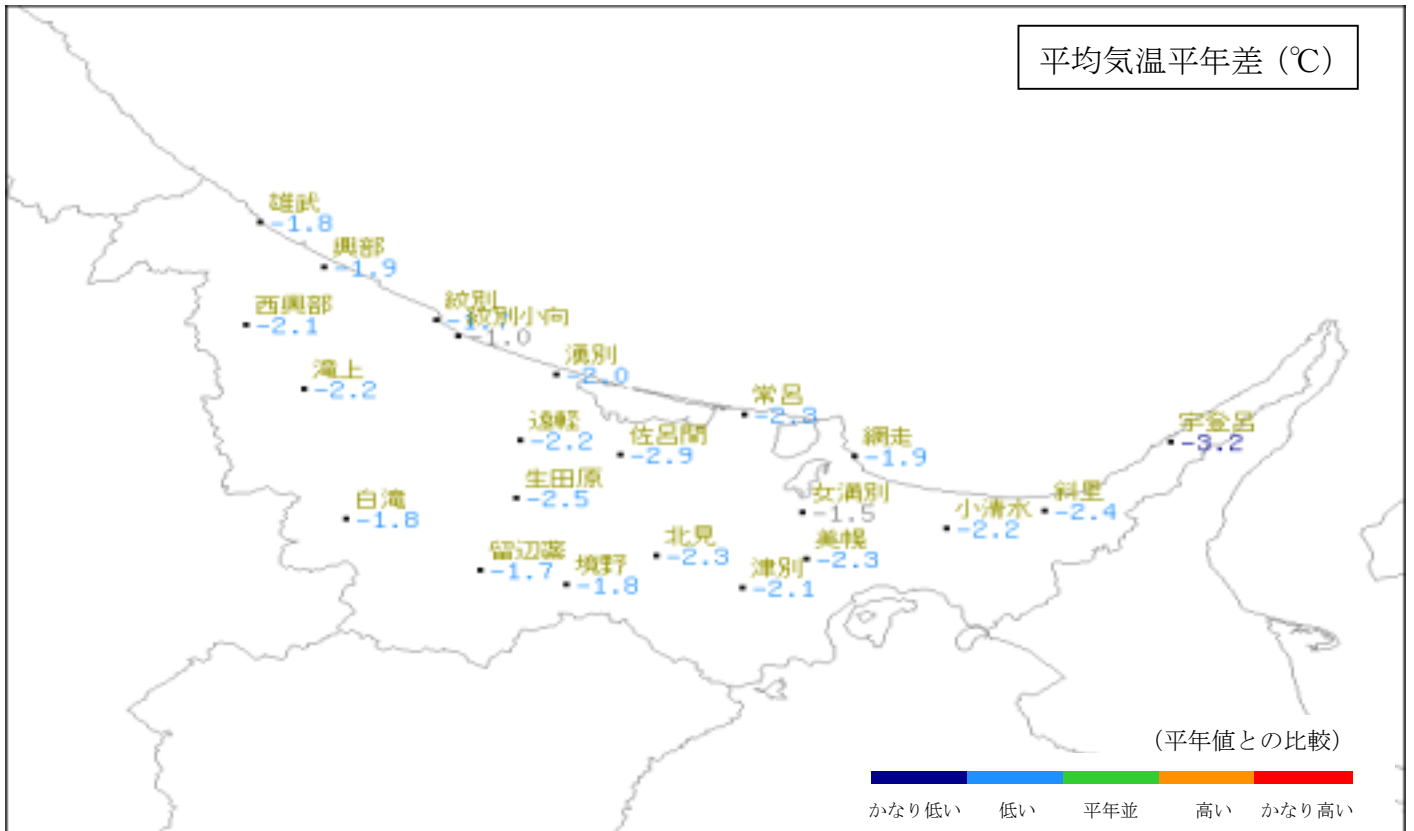 平均気温平年差（℃）
雄武
-1.8
興部
-1.9
西興部
-2.1
紋別
紋別小向
-1.0
湧別
-2.0
滝上
-2.2
常呂
-2.3
遠軽
-2.2
佐呂間
-2.9
網走
-1.9
宇登呂
-3.2
生田原
-2.5
白滝
-1.8
女満別
-1.5
小清水
-2.2
斜里
-2.4
北見
-2.3
美幌
-2.3
留辺蘂
-1.7
境野
-1.8
津別
-2.1
（平年値との比較）
かなり低い 低い 平年並 高い かなり高い